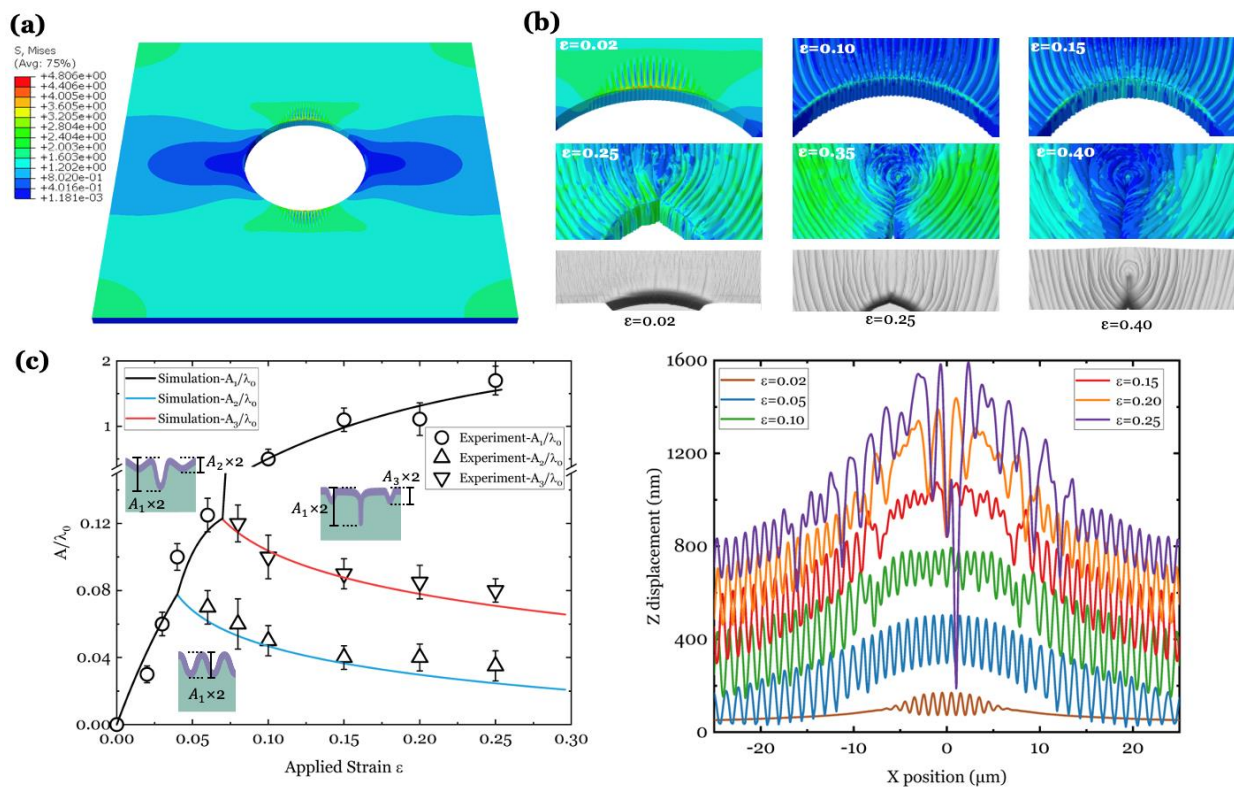 (a)
S, Mises
(Avg: 75%)
+4.806e+00
+4.406e+00
+4.005e+00
+3.605e+00
+3.205e+00
+2.804e+00
+2.404e+00
+2.003e+00
+1.603e+00
+1.202e+00
+8.020e-01
+4.016e-01
+1.181e-03
(b)
ε=0.02
ε=0.10
ε=0.15
ε=0.25
ε=0.35
ε=0.40
ε=0.02
ε=0.25
ε=0.40
(c)
2
1
0.12
0.08
0.04
0.00
A/λ₀
Simulation-A₁/λ₀
Simulation-A₂/λ₀
Simulation-A₃/λ₀
Experiment-A₁/λ₀
Experiment-A₂/λ₀
Experiment-A₃/λ₀
A₂×2
A₁×2
A₃×2
A₁×2
A₁×2
0.00 0.05 0.10 0.15 0.20 0.25 0.30
Applied Strain ε
1600
1200
800
400
0
Z displacement (nm)
ε=0.02
ε=0.05
ε=0.10
ε=0.15
ε=0.20
ε=0.25
-20 -10 0 10 20
X position (μm)